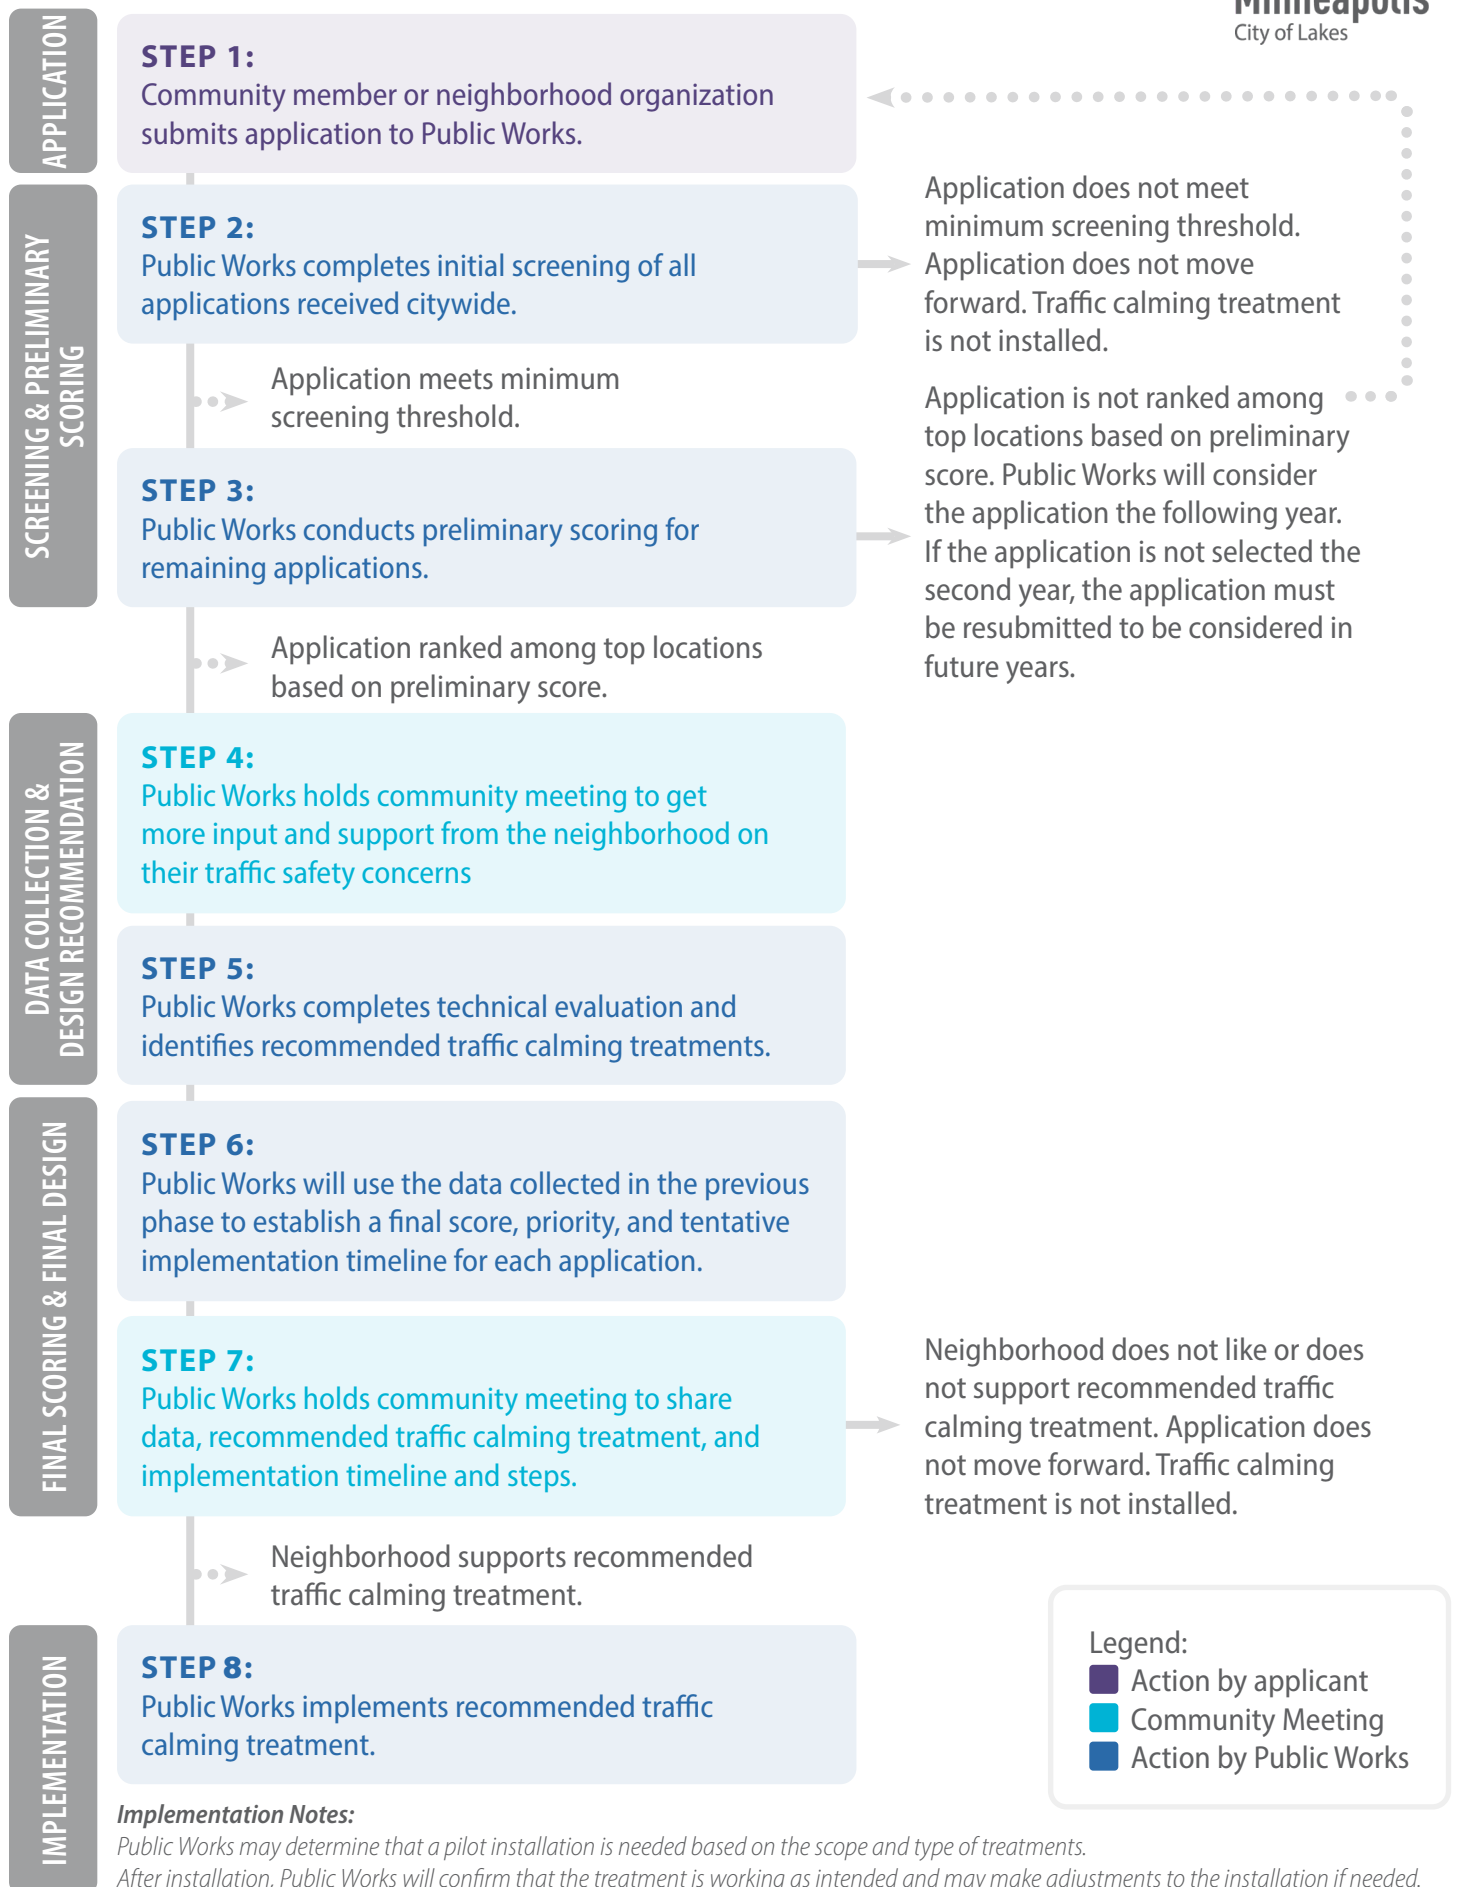 Minneapolis
City of Lakes
APPLICATION
STEP 1:
Community member or neighborhood organization
submits application to Public Works.
SCREENING & PRELIMINARY
SCORING
STEP 2:
Public Works completes initial screening of all
applications received citywide.
Application does not meet
minimum screening threshold.
Application does not move
forward. Traffic calming treatment
is not installed.
Application meets minimum
screening threshold.
STEP 3:
Public Works conducts preliminary scoring for
remaining applications.
Application is not ranked among
top locations based on preliminary
score. Public Works will consider
the application the following year.
If the application is not selected the
second year, the application must
be resubmitted to be considered in
future years.
Application ranked among top locations
based on preliminary score.
DATA COLLECTION &
DESIGN RECOMMENDATION
STEP 4:
Public Works holds community meeting to get
more input and support from the neighborhood on
their traffic safety concerns
STEP 5:
Public Works completes technical evaluation and
identifies recommended traffic calming treatments.
FINAL SCORING & FINAL DESIGN
STEP 6:
Public Works will use the data collected in the previous
phase to establish a final score, priority, and tentative
implementation timeline for each application.
STEP 7:
Public Works holds community meeting to share
data, recommended traffic calming treatment, and
implementation timeline and steps.
Neighborhood does not like or does
not support recommended traffic
calming treatment. Application does
not move forward. Traffic calming
treatment is not installed.
Neighborhood supports recommended
traffic calming treatment.
IMPLEMENTATION
STEP 8:
Public Works implements recommended traffic
calming treatment.
Legend:
Action by applicant
Community Meeting
Action by Public Works
Implementation Notes:
Public Works may determine that a pilot installation is needed based on the scope and type of treatments.
After installation, Public Works will confirm that the treatment is working as intended and may make adjustments to the installation if needed.